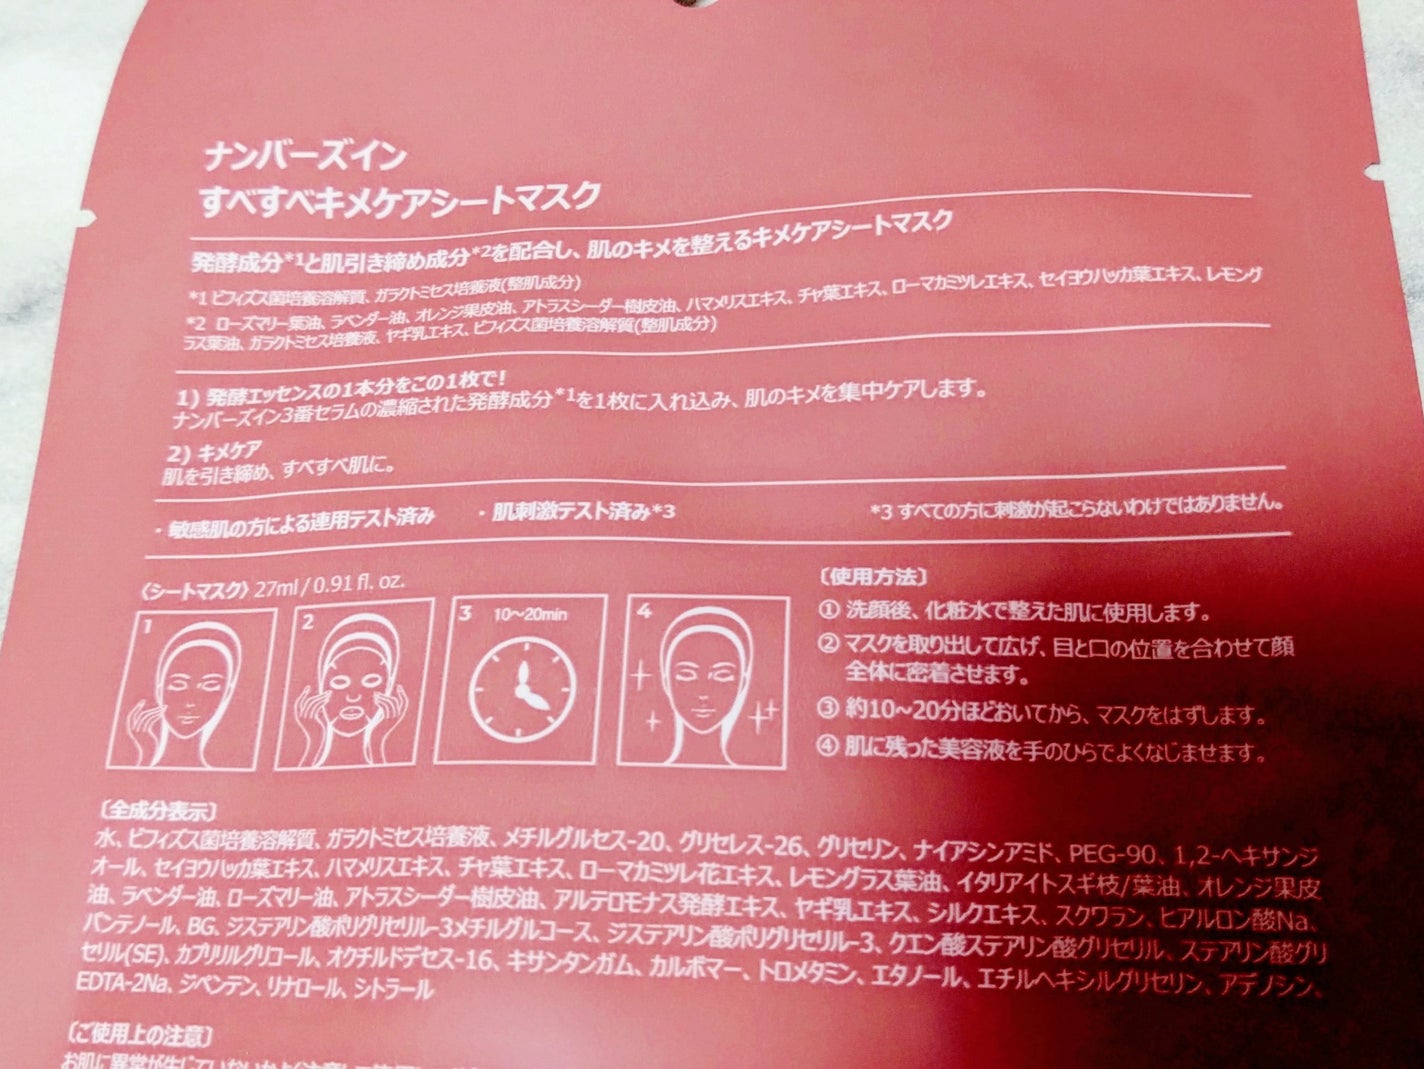 ナンバーズイン
すべすべキメケアシートマスク
発酵成分*1と肌引き締め成分*2を配合し、肌のキメを整えるキメケアシートマスク
*1 ビフィズス菌培養溶解質、ガラクトミセス培養液(整肌成分)
*2 ローズマリー葉油、ラベンダー油、オレンジ果皮油、アトラスシーダー樹皮油、ハマメリスエキス、チャ葉エキス、ローマカミツレエキス、セイヨウハッカ葉エキス、レモング
ラス葉油、ガラクトミセス培養液、ヤギ乳エキス、ビフィズス菌培養溶解質(整肌成分)
1) 発酵エッセンスの1本分をこの1枚で!
ナンバーズイン3番セラムの濃縮された発酵成分*1を1枚に入れ込み、肌のキメを集中ケアします。
2) キメケア
肌を引き締め、すべすべ肌に。
・敏感肌の方による連用テスト済み ・肌刺激テスト済み*3 *3 すべての方に刺激が起こらないわけではありません。
〈シートマスク〉27ml / 0.91 fl. oz.
1
2
3 10～20min
4
〔使用方法〕
① 洗顔後、化粧水で整えた肌に使用します。
② マスクを取り出して広げ、目と口の位置を合わせて顔
全体に密着させます。
③ 約10～20分ほどおいてから、マスクをはずします。
④ 肌に残った美容液を手のひらでよくなじませます。
〔全成分表示〕
水、ビフィズス菌培養溶解質、ガラクトミセス培養液、メチルグルセス-20、グリセレス-26、グリセリン、ナイアシンアミド、PEG-90、1,2-ヘキサンジ
オール、セイヨウハッカ葉エキス、ハマメリスエキス、チャ葉エキス、ローマカミツレ花エキス、レモングラス葉油、イタリアイトスギ枝/葉油、オレンジ果皮
油、ラベンダー油、ローズマリー油、アトラスシーダー樹皮油、アルテロモナス発酵エキス、ヤギ乳エキス、シルクエキス、スクワラン、ヒアルロン酸Na、
パンテノール、BG、ジステアリン酸ポリグリセリル-3メチルグルコース、ジステアリン酸ポリグリセリル-3、クエン酸ステアリン酸グリセリル、ステアリン酸グリ
セリル(SE)、カプリリルグリコール、オクチルドデセス-16、キサンタンガム、カルボマー、トロメタミン、エタノール、エチルヘキシルグリセリン、アデノシン、
EDTA-2Na、ジペンテン、リナロール、シトラール
〔ご使用上の注意〕
お肌に異常が生じていないかよく注意して